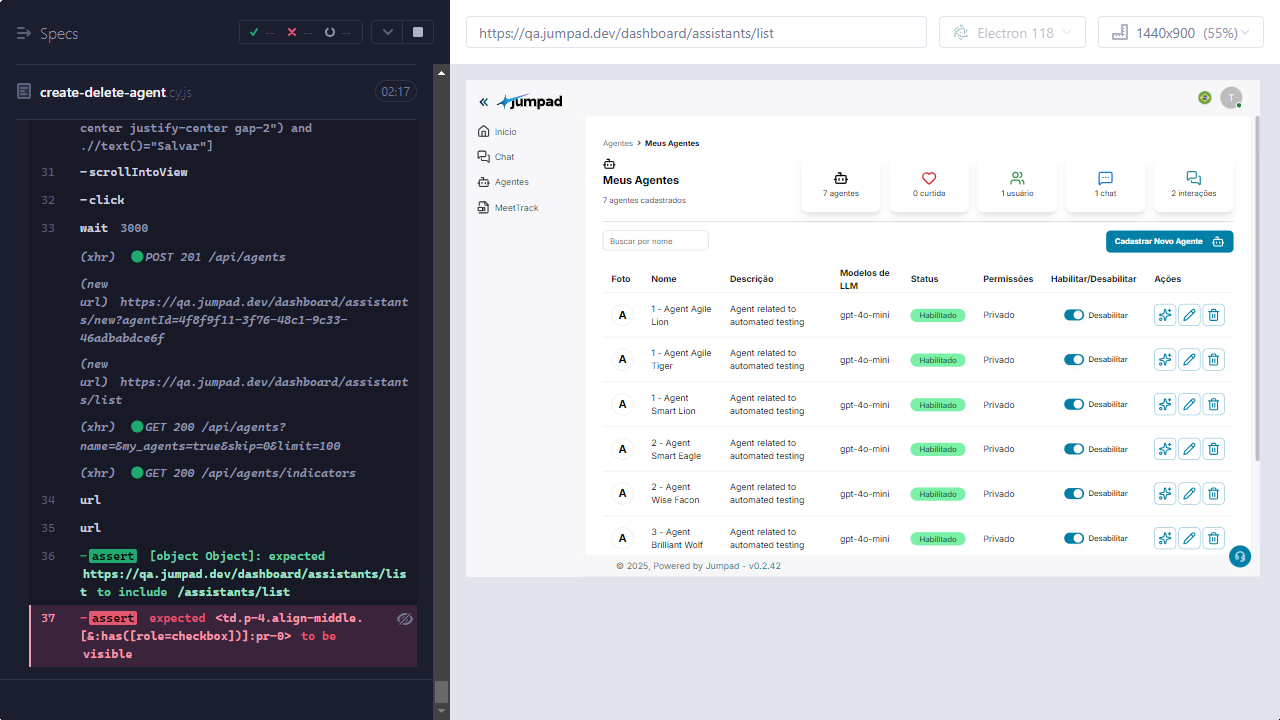 Specs
-- -- --
create-delete-agent.cy.js
02:17
center justify-center gap-2") and
.//text()="Salvar"]
31 -scrollIntoView
32 -click
33 wait 3000
(xhr) POST 201 /api/agents
(new
url) https://qa.jumpad.dev/dashboard/assistant
s/new?agentId=4f8f9f11-3f76-48c1-9c33-
46adbabdce6f
(new
url) https://qa.jumpad.dev/dashboard/assistant
s/list
(xhr) GET 200 /api/agents?
name=&my_agents=true&skip=0&limit=100
(xhr) GET 200 /api/agents/indicators
34 url
35 url
36 -assert [object Object]: expected
https://qa.jumpad.dev/dashboard/assistants/lis
t to include /assistants/list
37 -assert expected <td.p-4.align-middle.
[&:has([role=checkbox])]:pr-0> to be
visible
https://qa.jumpad.dev/dashboard/assistants/list
Electron 118
1440x900 (55%)
jumpad
T
Início
Chat
Agentes
MeetTrack
Agentes > Meus Agentes
Meus Agentes
7 agentes cadastrados
7 agentes
0 curtida
1 usuário
1 chat
2 interações
Buscar por nome
Cadastrar Novo Agente
Foto Nome Descrição Modelos de Status Permissões Habilitar/Desabilitar Ações
LLM
A 1 - Agent Agile Agent related to gpt-4o-mini Habilitado Privado Desabilitar
Lion automated testing
A 1 - Agent Agile Agent related to gpt-4o-mini Habilitado Privado Desabilitar
Tiger automated testing
A 1 - Agent Agent related to gpt-4o-mini Habilitado Privado Desabilitar
Smart Lion automated testing
A 2 - Agent Agent related to gpt-4o-mini Habilitado Privado Desabilitar
Smart Eagle automated testing
A 2 - Agent Agent related to gpt-4o-mini Habilitado Privado Desabilitar
Wise Facon automated testing
A 3 - Agent Agent related to gpt-4o-mini Habilitado Privado Desabilitar
Brilliant Wolf automated testing
© 2025, Powered by Jumpad - v0.2.42